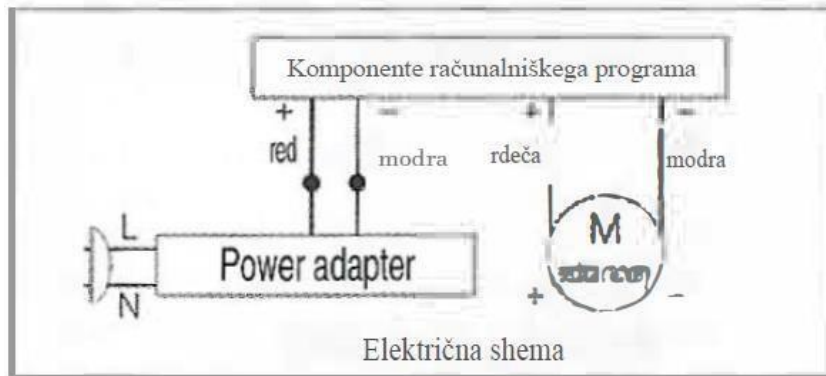 Komponente računalniškega programa
+ − + −
red modra rdeča modra
L
Power adapter
N
M
+ −
Električna shema